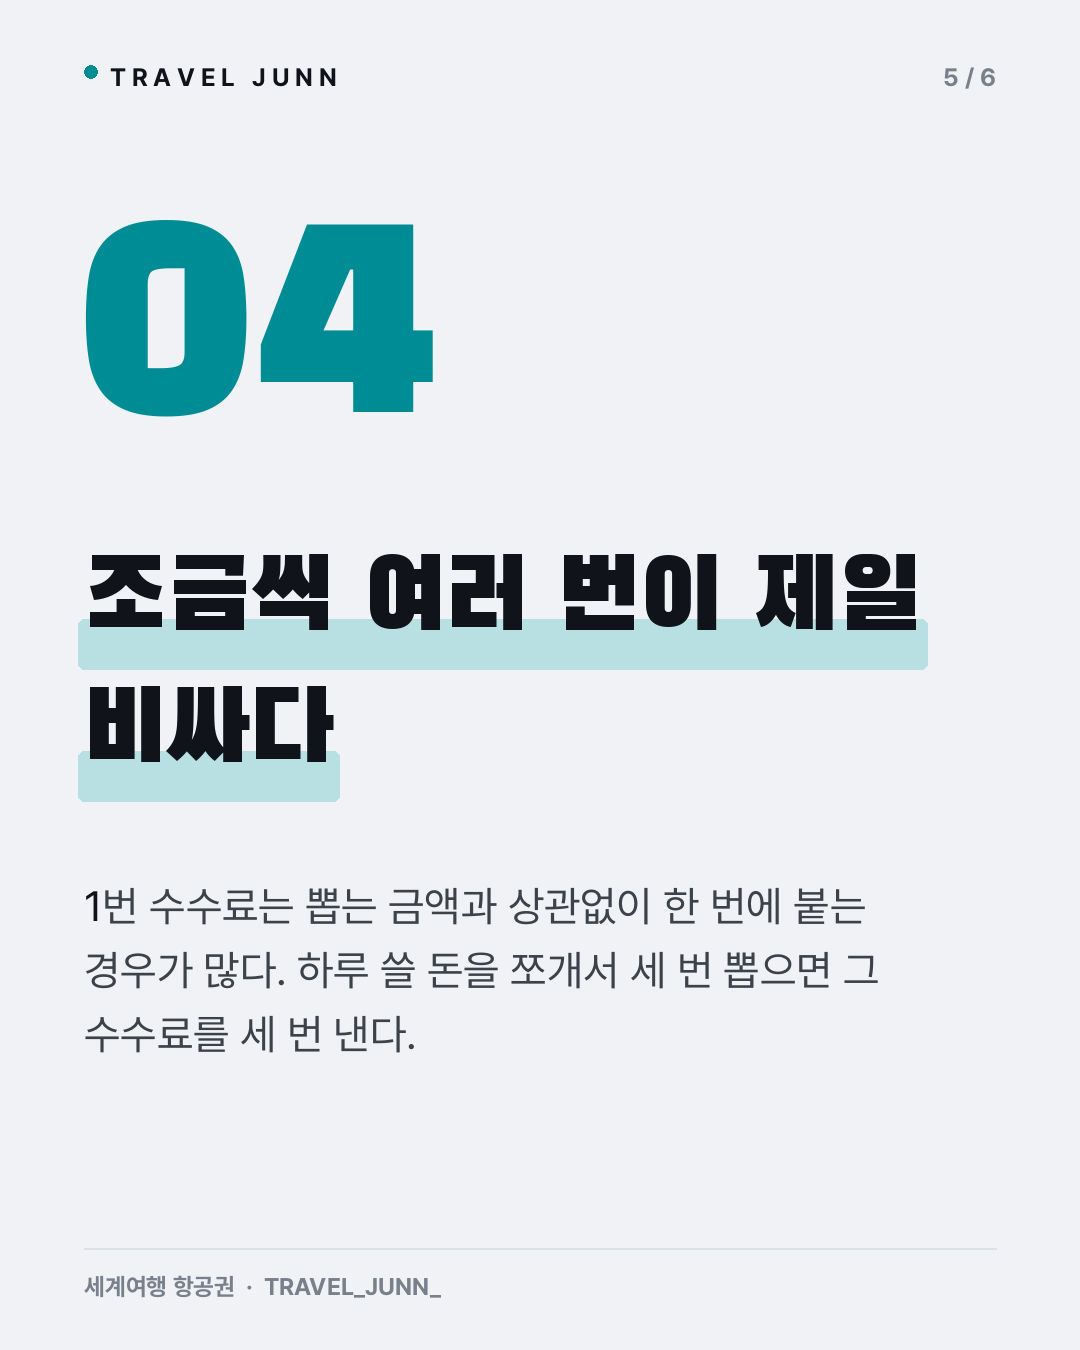 TRAVEL JUNN
5 / 6
04
조금씩 여러 번이 제일
비싸다
1번 수수료는 뽑는 금액과 상관없이 한 번에 붙는
경우가 많다. 하루 쓸 돈을 쪼개서 세 번 뽑으면 그
수수료를 세 번 낸다.
세계여행 항공권 · TRAVEL_JUNN_